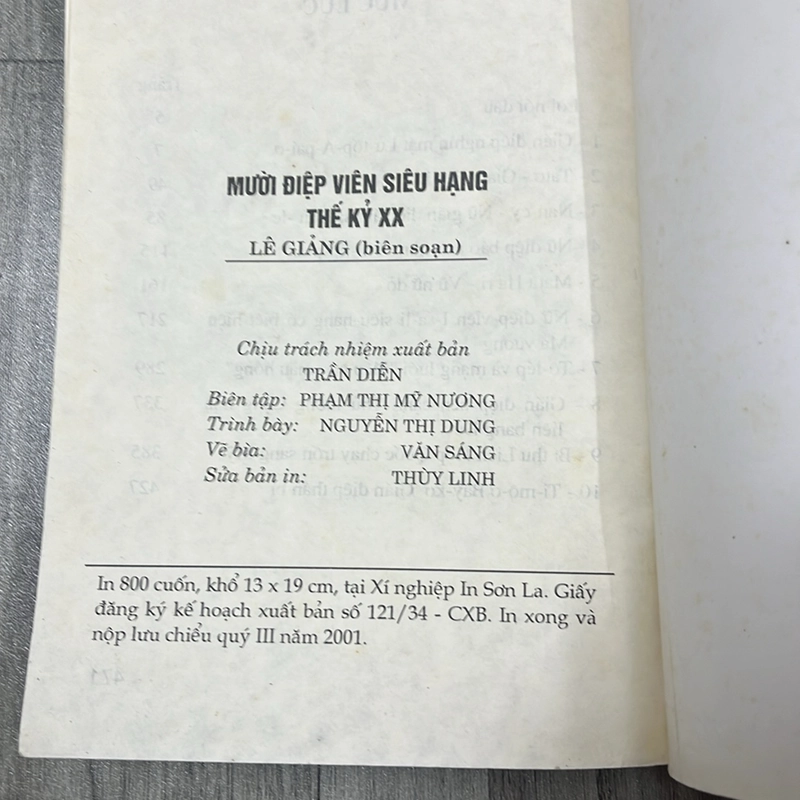 MƯỜI ĐIỆP VIÊN SIÊU HẠNG
THẾ KỶ XX
LÊ GIẢNG (biên soạn)
Chịu trách nhiệm xuất bản
TRẦN DIỄN
Biên tập: PHẠM THỊ MỸ NƯƠNG
Trình bày: NGUYỄN THỊ DUNG
Vẽ bìa: VĂN SÁNG
Sửa bản in: THÙY LINH
In 800 cuốn, khổ 13 x 19 cm, tại Xí nghiệp In Sơn La. Giấy
đăng ký kế hoạch xuất bản số 121/34 - CXB. In xong và
nộp lưu chiểu quý III năm 2001.